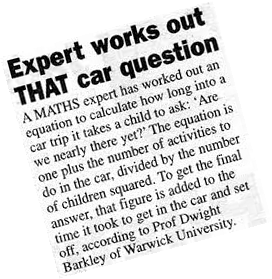 Expert works out
THAT car question
A MATHS expert has worked out an
equation to calculate how long into a
car trip it takes a child to ask: ‘Are
we nearly there yet?’ The equation is
one plus the number of activities to
do in the car, divided by the number
of children squared. To get the final
answer, that figure is added to the
time it took to get in the car and set
off, according to Prof Dwight
Barkley of Warwick University.